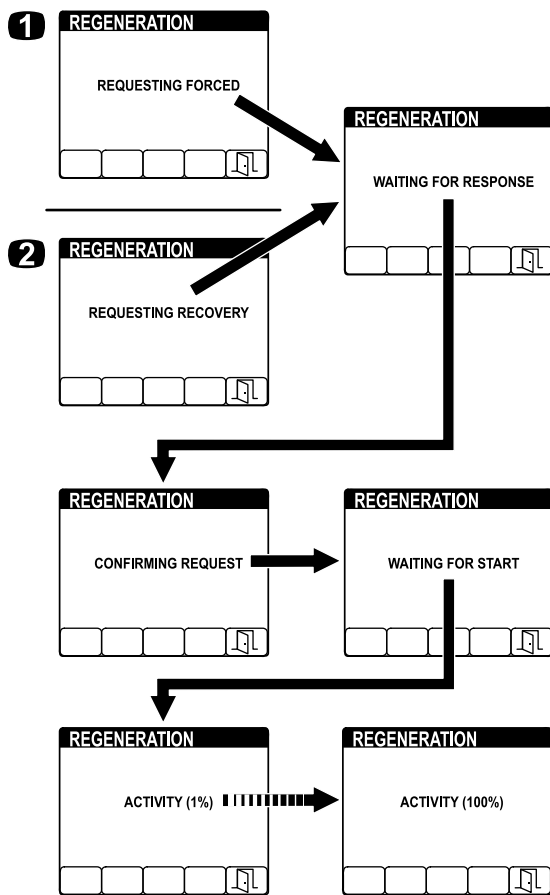 1
REGENERATION
REQUESTING FORCED
REGENERATION
WAITING FOR RESPONSE
2
REGENERATION
REQUESTING RECOVERY
REGENERATION
CONFIRMING REQUEST
REGENERATION
WAITING FOR START
REGENERATION
ACTIVITY (1%)
REGENERATION
ACTIVITY (100%)